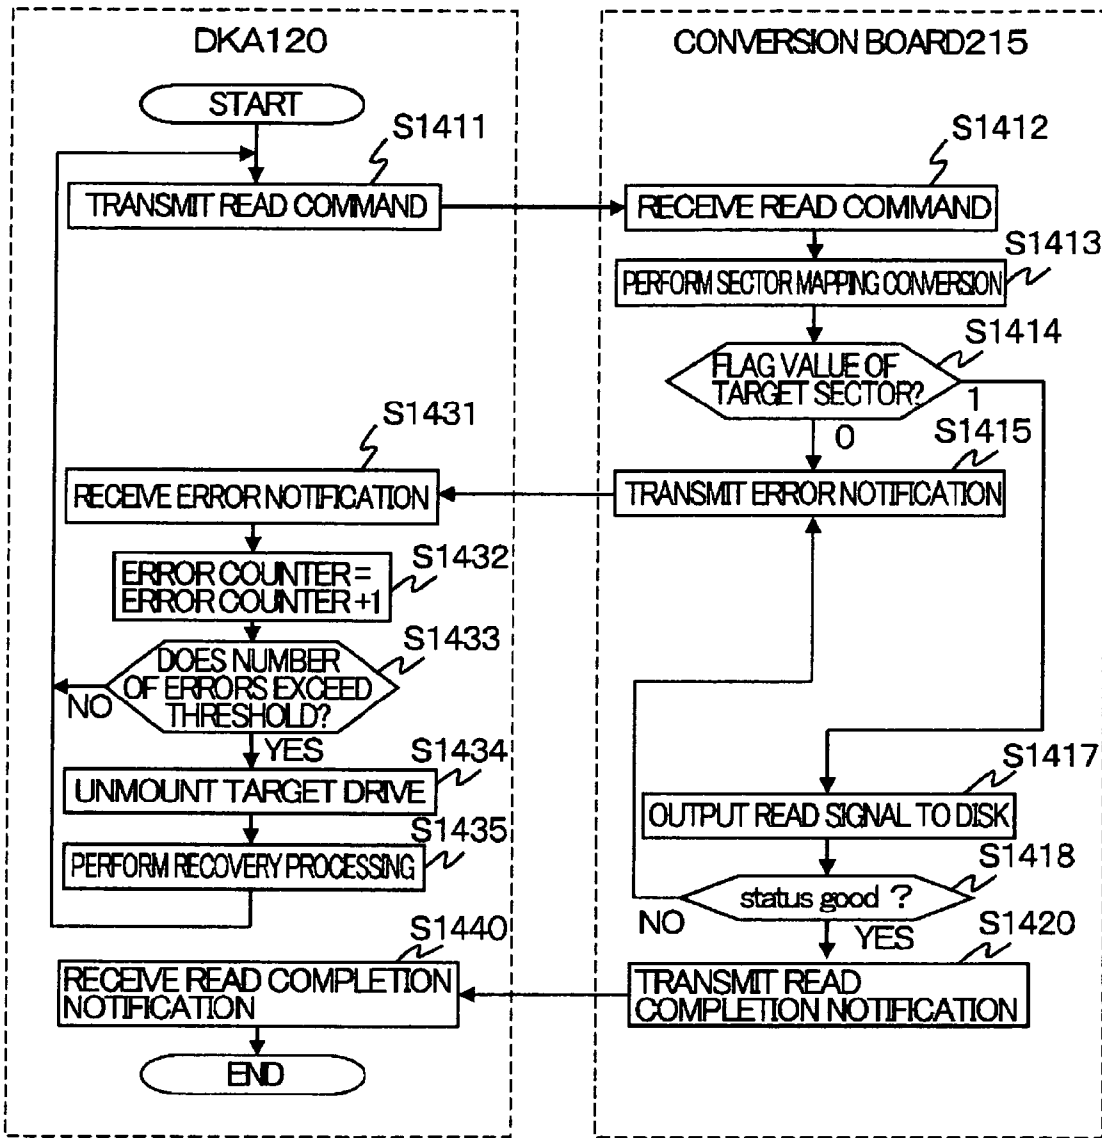 DKA120
START
S1411
TRANSMIT READ COMMAND
S1431
RECEIVE ERROR NOTIFICATION
S1432
ERROR COUNTER =
ERROR COUNTER +1
S1433
DOES NUMBER
OF ERRORS EXCEED
THRESHOLD?
NO
YES
S1434
UNMOUNT TARGET DRIVE
S1435
PERFORM RECOVERY PROCESSING
S1440
RECEIVE READ COMPLETION
NOTIFICATION
END
CONVERSION BOARD215
S1412
RECEIVE READ COMMAND
S1413
PERFORM SECTOR MAPPING CONVERSION
S1414
FLAG VALUE OF
TARGET SECTOR?
1
0
S1415
TRANSMIT ERROR NOTIFICATION
S1417
OUTPUT READ SIGNAL TO DISK
S1418
status good ?
NO
YES
S1420
TRANSMIT READ
COMPLETION NOTIFICATION